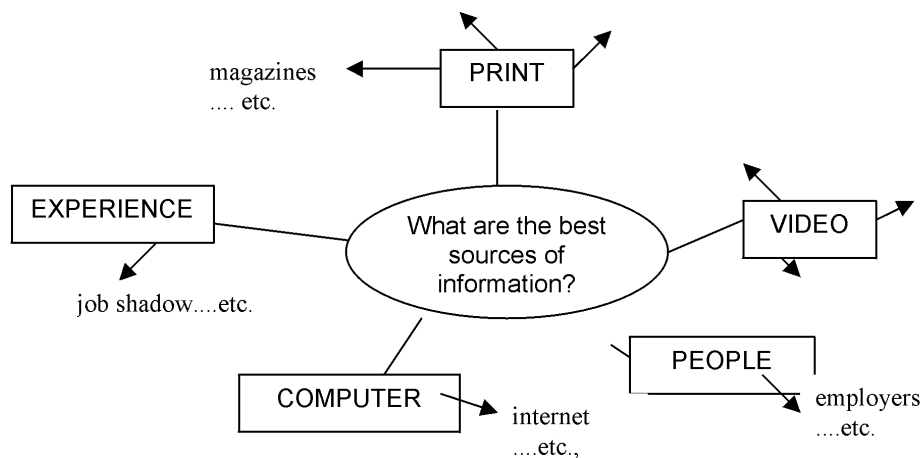 PRINT
magazines
.... etc.
EXPERIENCE
What are the best
sources of
information?
VIDEO
job shadow....etc.
PEOPLE
COMPUTER
employers
....etc.
internet
....etc.,